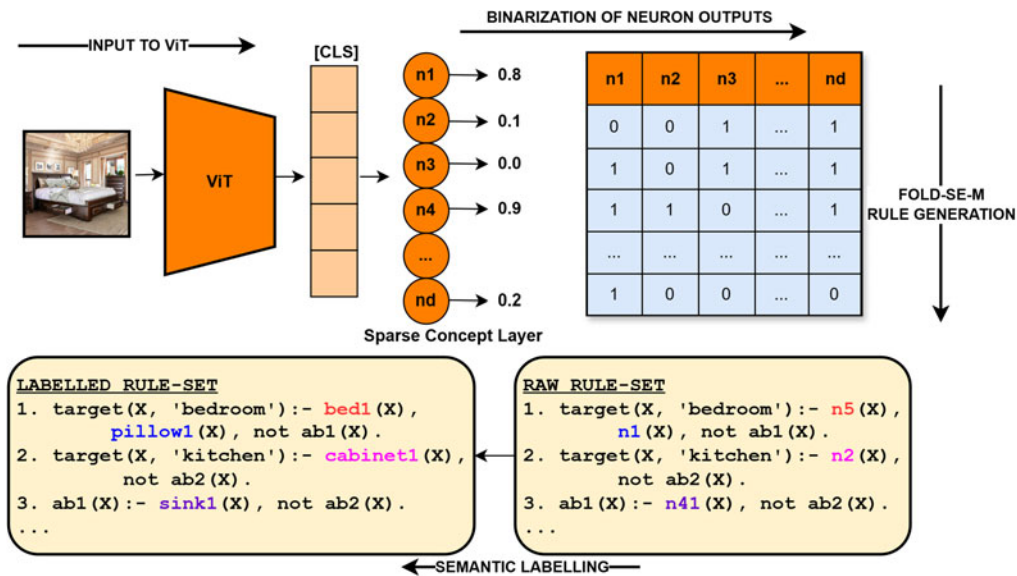 BINARIZATION OF NEURON OUTPUTS
INPUT TO ViT
[CLS]
ViT
n1 0.8
n2 0.1
n3 0.0
n4 0.9
...
nd 0.2
Sparse Concept Layer
n1 n2 n3 ... nd
0 0 1 ... 1
1 0 1 ... 1
1 1 0 ... 1
... ... ... ... ...
1 0 0 ... 0
FOLD-SE-M
RULE GENERATION
LABELLED RULE-SET
1. target(X, 'bedroom'):- bed1(X),
pillow1(X), not ab1(X).
2. target(X, 'kitchen'):- cabinet1(X),
not ab2(X).
3. ab1(X):- sink1(X), not ab2(X).
...
RAW RULE-SET
1. target(X, 'bedroom'):- n5(X),
n1(X), not ab1(X).
2. target(X, 'kitchen'):- n2(X),
not ab2(X).
3. ab1(X):- n41(X), not ab2(X).
...
SEMANTIC LABELLING